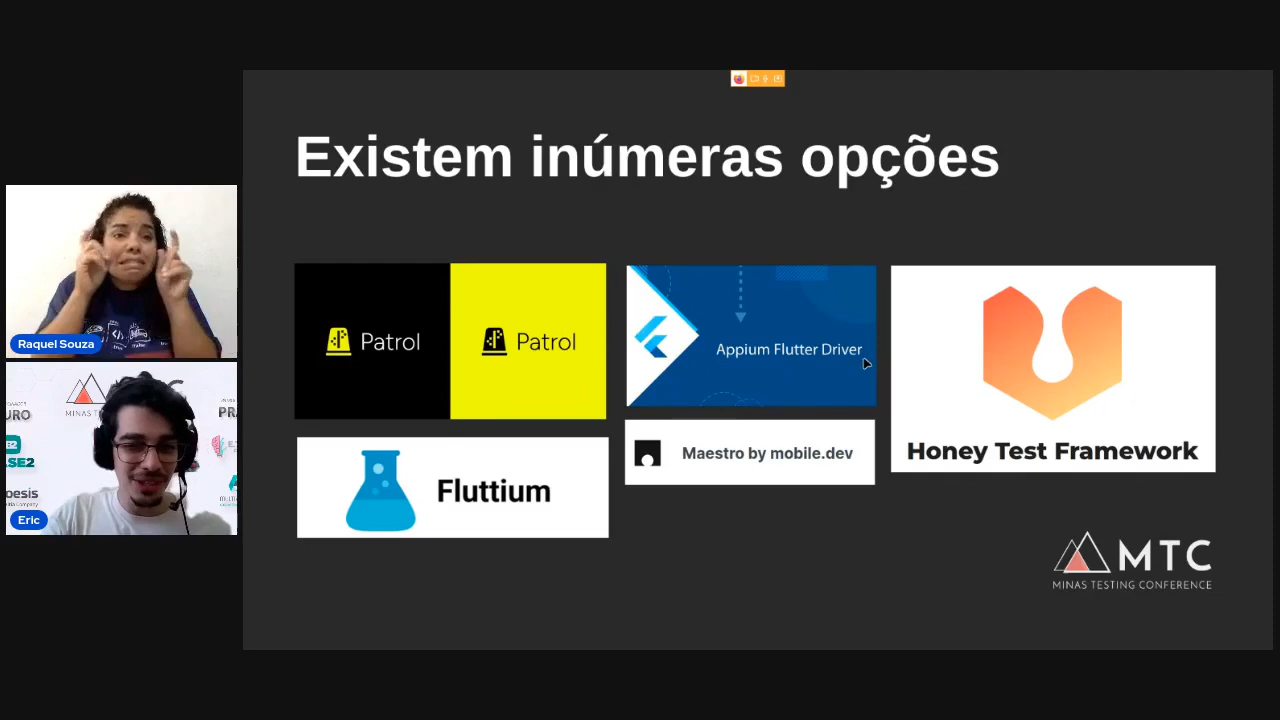 Existem inúmeras opções
Patrol
Patrol
Appium Flutter Driver
Honey Test Framework
Maestro by mobile.dev
Fluttium
MTC
MINAS TESTING CONFERENCE
Raquel Souza
Eric